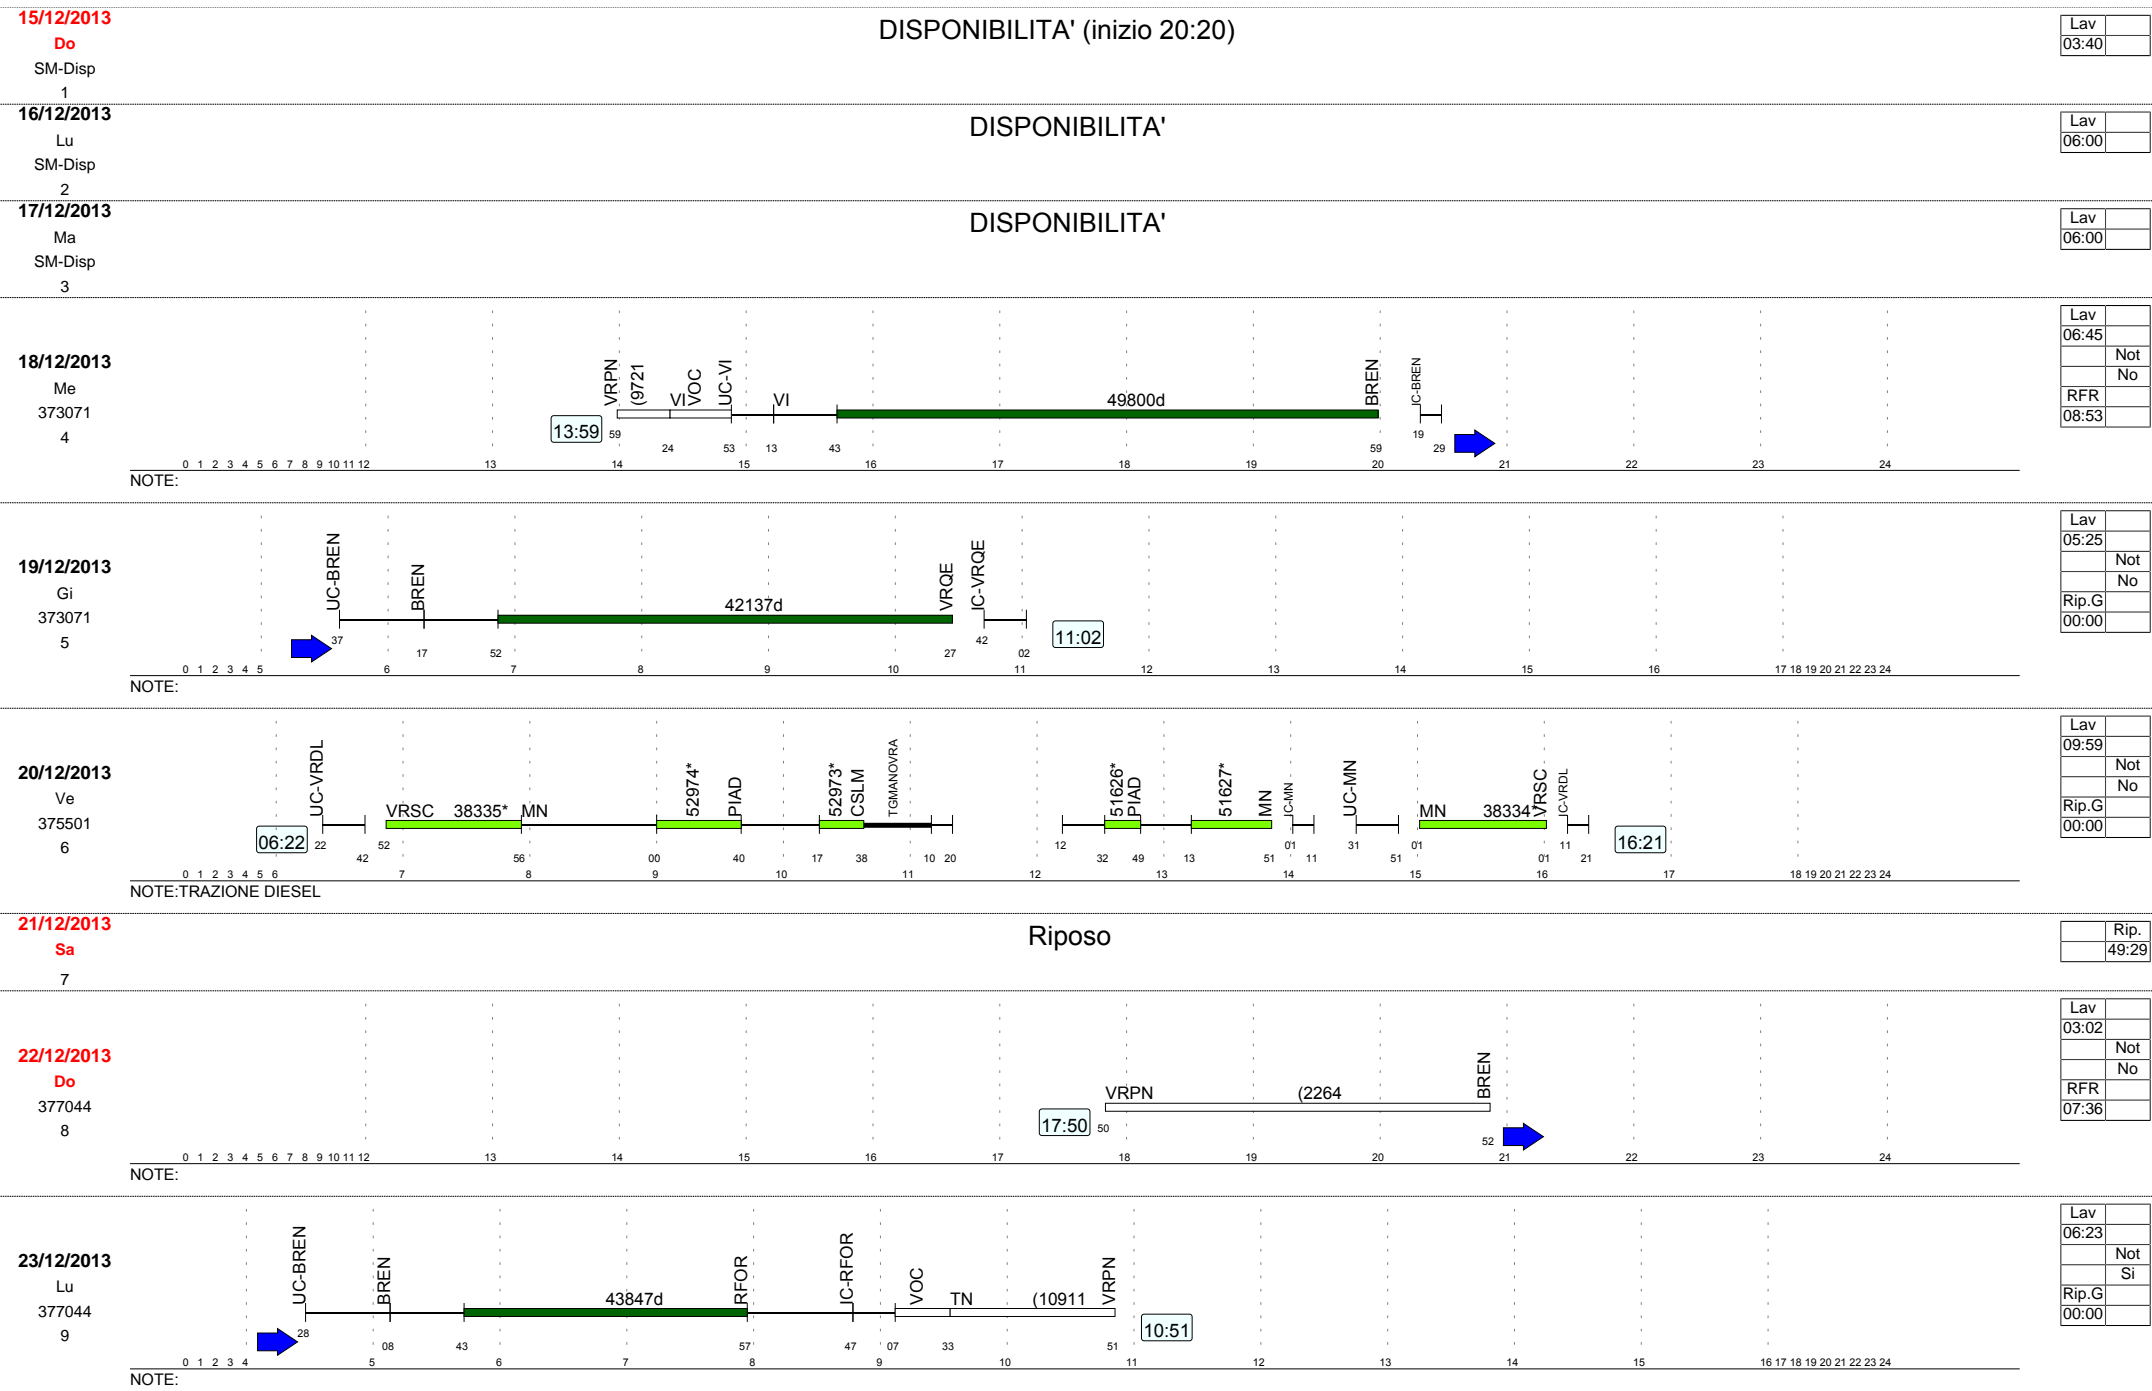 15/12/2013
Do
SM-Disp
1
DISPONIBILITA' (inizio 20:20)
Lav
03:40
16/12/2013
Lu
SM-Disp
2
DISPONIBILITA'
Lav
06:00
17/12/2013
Ma
SM-Disp
3
DISPONIBILITA'
Lav
06:00
18/12/2013
Me
373071
4
13:59
VRPN (9721 VI VOC UC-VI VI 49800d BREN IC-BREN
59 24 53 13 43 59 19 29
0 1 2 3 4 5 6 7 8 9 10 11 12 13 14 15 16 17 18 19 20 21 22 23 24
NOTE:
Lav
06:45
Not
No
RFR
08:53
19/12/2013
Gi
373071
5
UC-BREN BREN 42137d VRQE IC-VRQE
37 17 52 27 42 02
11:02
0 1 2 3 4 5 6 7 8 9 10 11 12 13 14 15 16 17 18 19 20 21 22 23 24
NOTE:
Lav
05:25
Not
No
Rip.G
00:00
20/12/2013
Ve
375501
6
06:22
UC-VRDL VRSC 38335* MN 52974* PIAD 52973* CSLM TGMANOVRA 51626* PIAD 51627* MN IC-MN UC-MN MN 38334* VRSC IC-VRDL
22 42 52 56 00 40 17 38 10 20 12 32 49 13 51 01 11 31 51 01 01 11 21
16:21
0 1 2 3 4 5 6 7 8 9 10 11 12 13 14 15 16 17 18 19 20 21 22 23 24
NOTE:TRAZIONE DIESEL
Lav
09:59
Not
No
Rip.G
00:00
21/12/2013
Sa
7
Riposo
Rip.
49:29
22/12/2013
Do
377044
8
17:50
VRPN (2264 BREN
50 52
0 1 2 3 4 5 6 7 8 9 10 11 12 13 14 15 16 17 18 19 20 21 22 23 24
NOTE:
Lav
03:02
Not
No
RFR
07:36
23/12/2013
Lu
377044
9
UC-BREN BREN 43847d RFOR IC-RFOR VOC TN (10911 VRPN
28 08 43 57 47 07 33 51
10:51
0 1 2 3 4 5 6 7 8 9 10 11 12 13 14 15 16 17 18 19 20 21 22 23 24
NOTE:
Lav
06:23
Not
Si
Rip.G
00:00